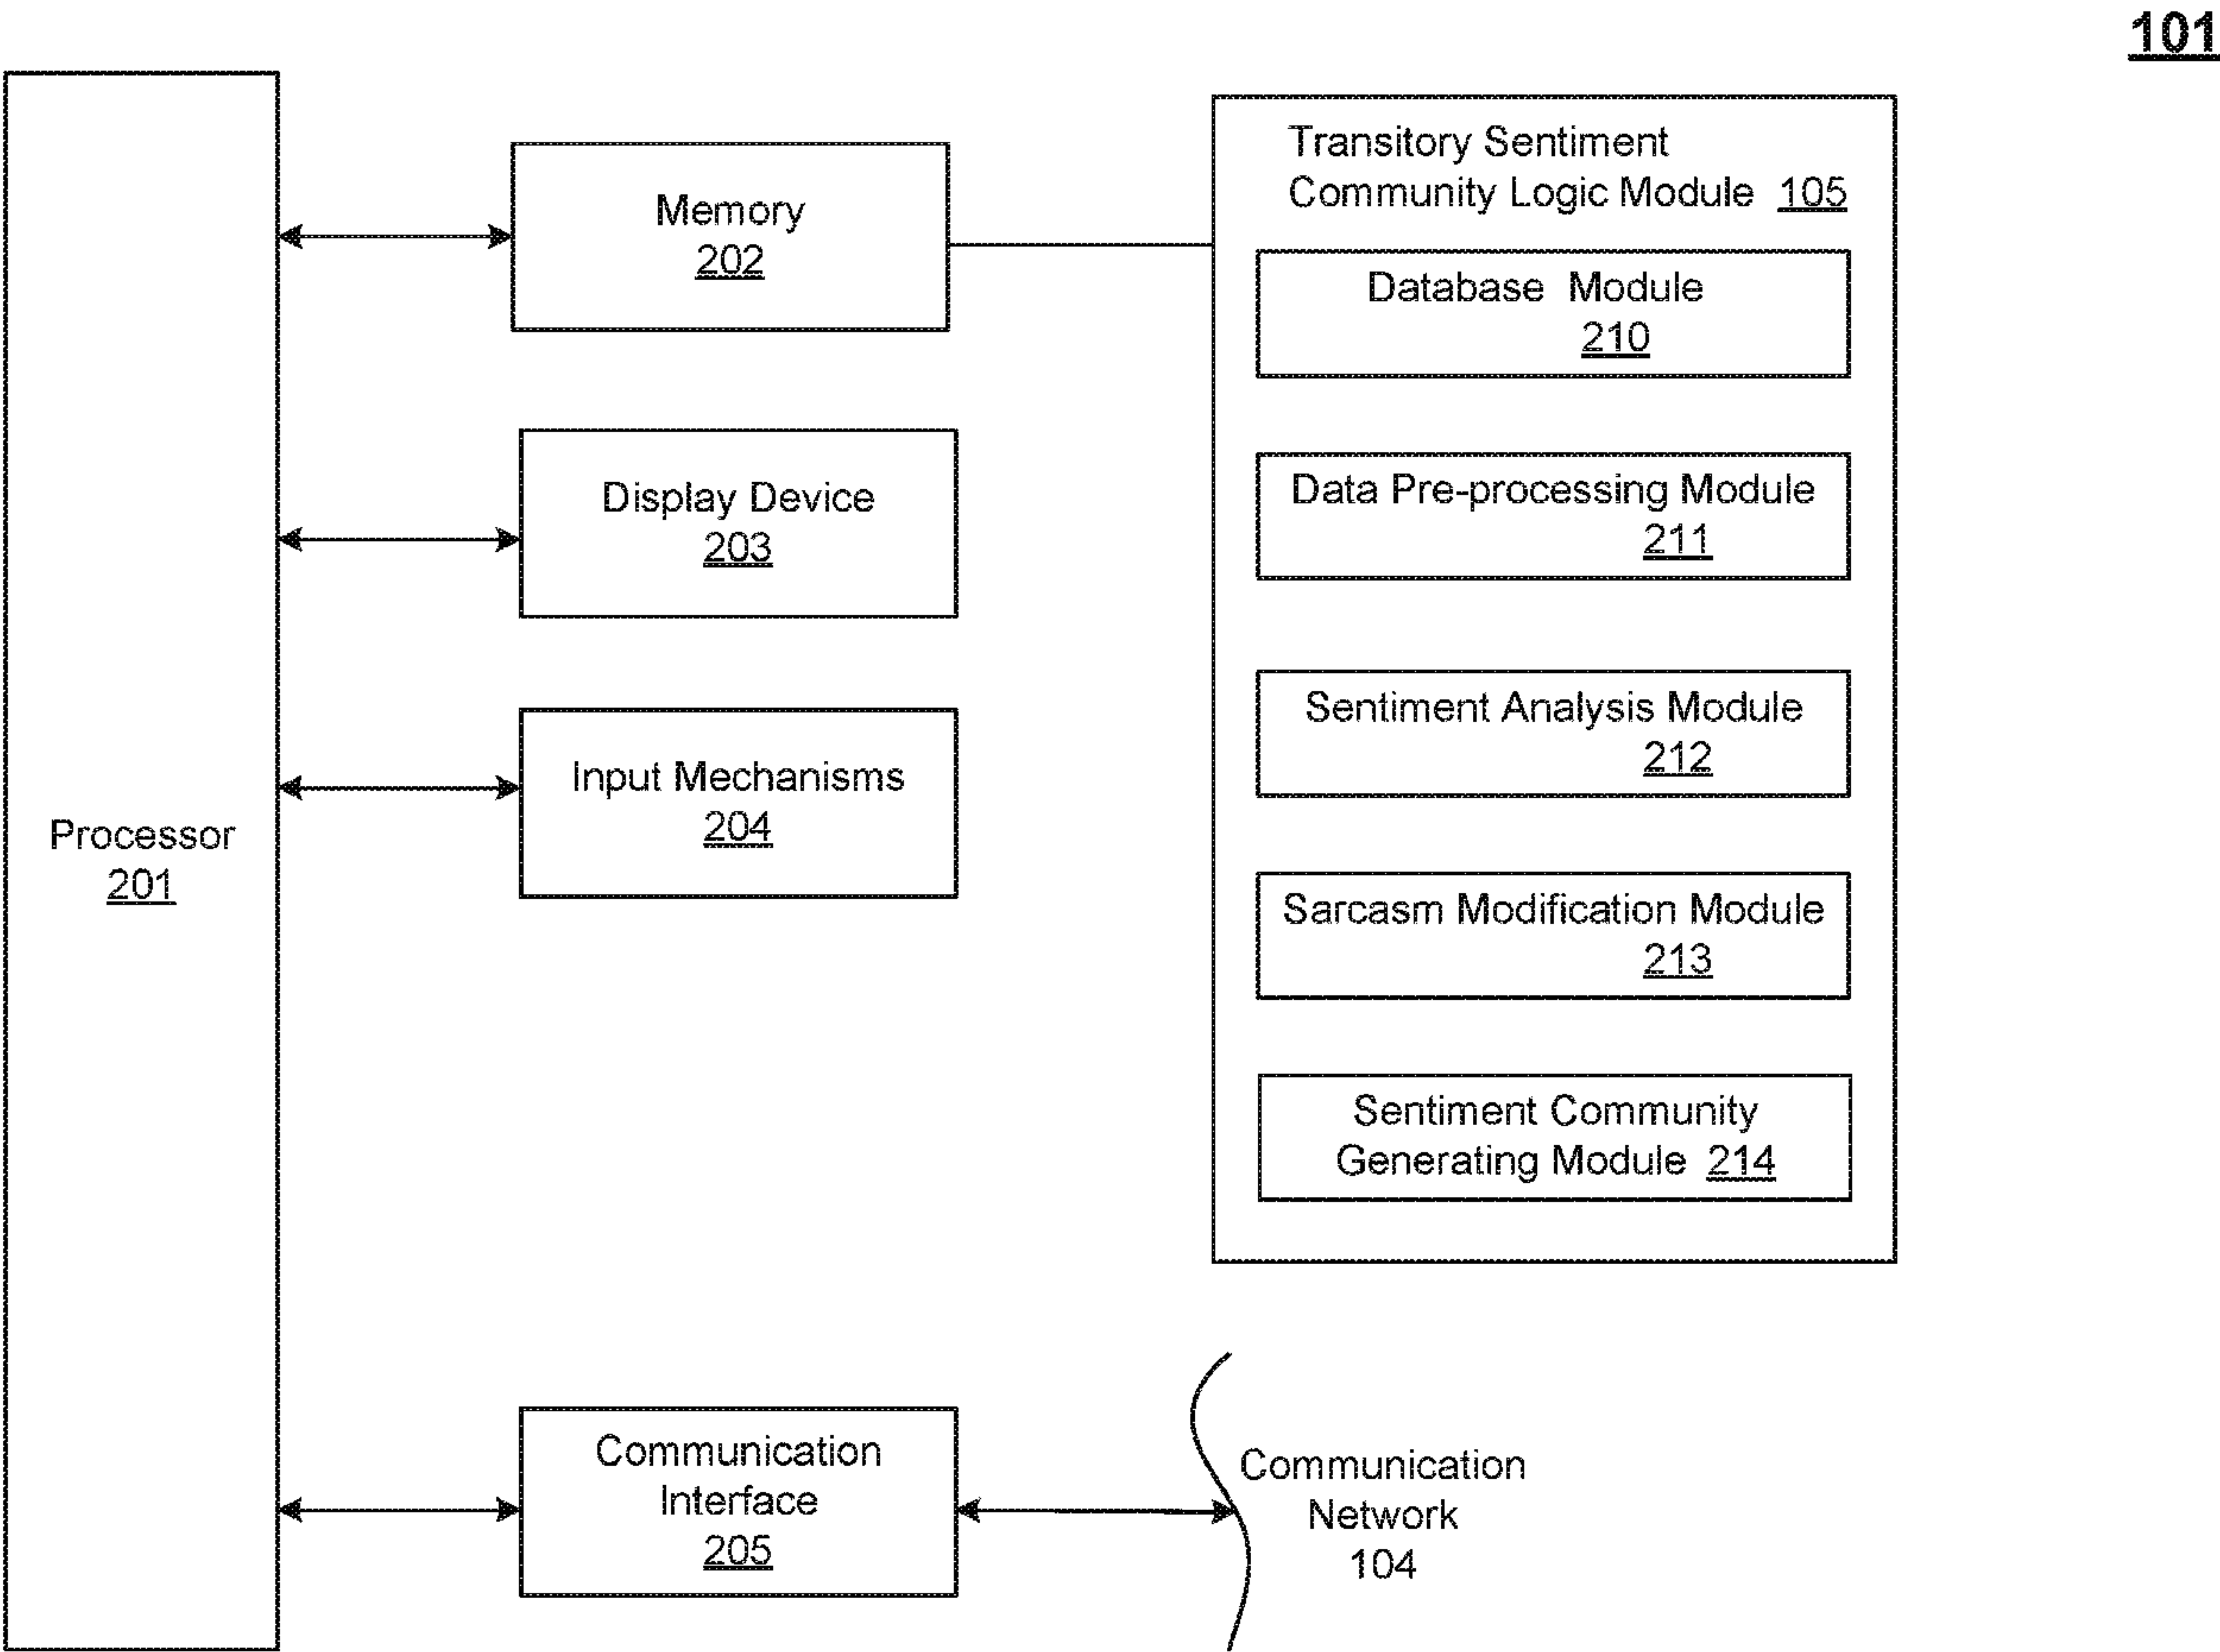 101
Processor
201
Memory
202
Display Device
203
Input Mechanisms
204
Communication
Interface
205
Transitory Sentiment
Community Logic Module 105
Database Module
210
Data Pre-processing Module
211
Sentiment Analysis Module
212
Sarcasm Modification Module
213
Sentiment Community
Generating Module 214
Communication
Network
104